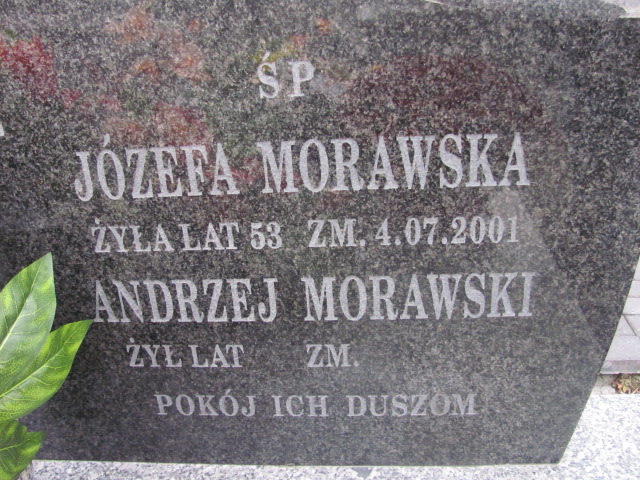 ŚP
JÓZEFA MORAWSKA
ŻYŁA LAT 53 ZM. 4.07.2001
ANDRZEJ MORAWSKI
ŻYŁ LAT ZM.
POKÓJ ICH DUSZOM